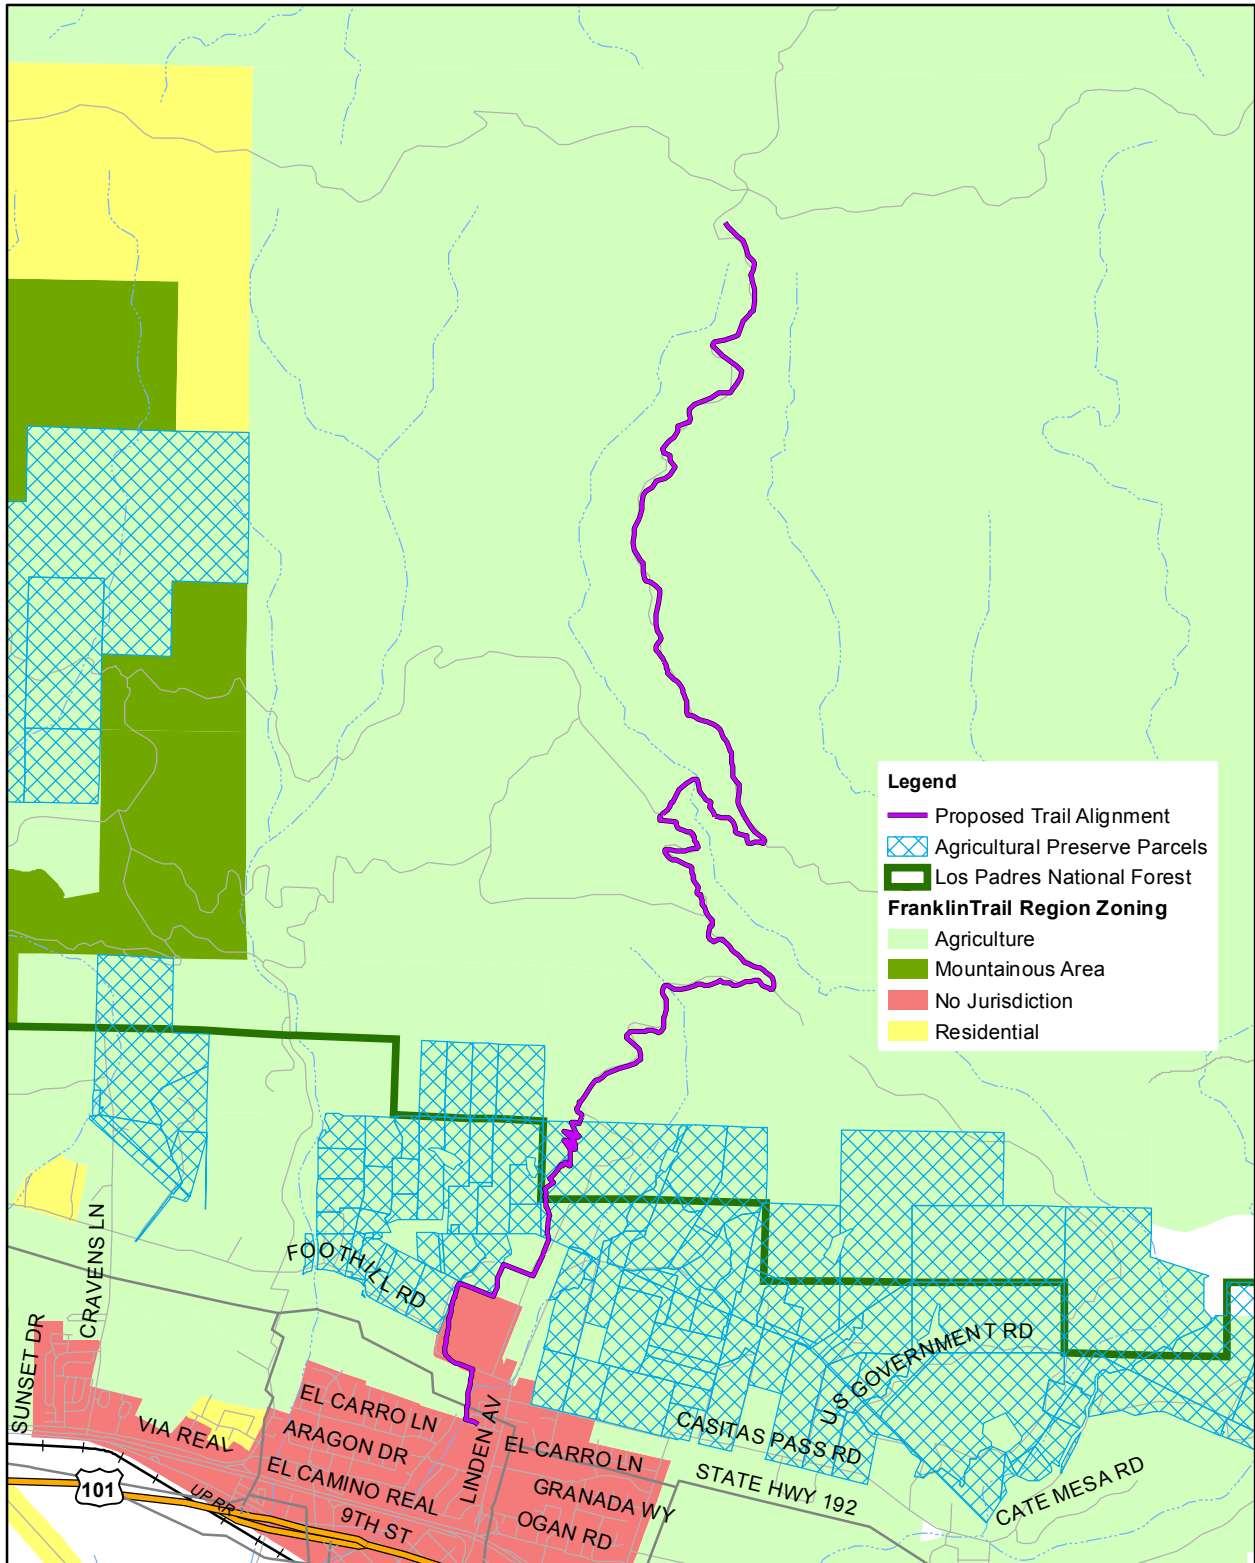 Legend
Proposed Trail Alignment
Agricultural Preserve Parcels
Los Padres National Forest
FranklinTrail Region Zoning
Agriculture
Mountainous Area
No Jurisdiction
Residential
CRAVENS LN
FOOTHILL RD
SUNSET DR
U S GOVERNMENT RD
EL CARRO LN
LINDEN AV
CASITAS PASS RD
VIA REAL
ARAGON DR
EL CARRO LN
EL CAMINO REAL
STATE HWY 192
GRANADA WY
CATE MESA RD
101
UP RR
9TH ST
OGAN RD